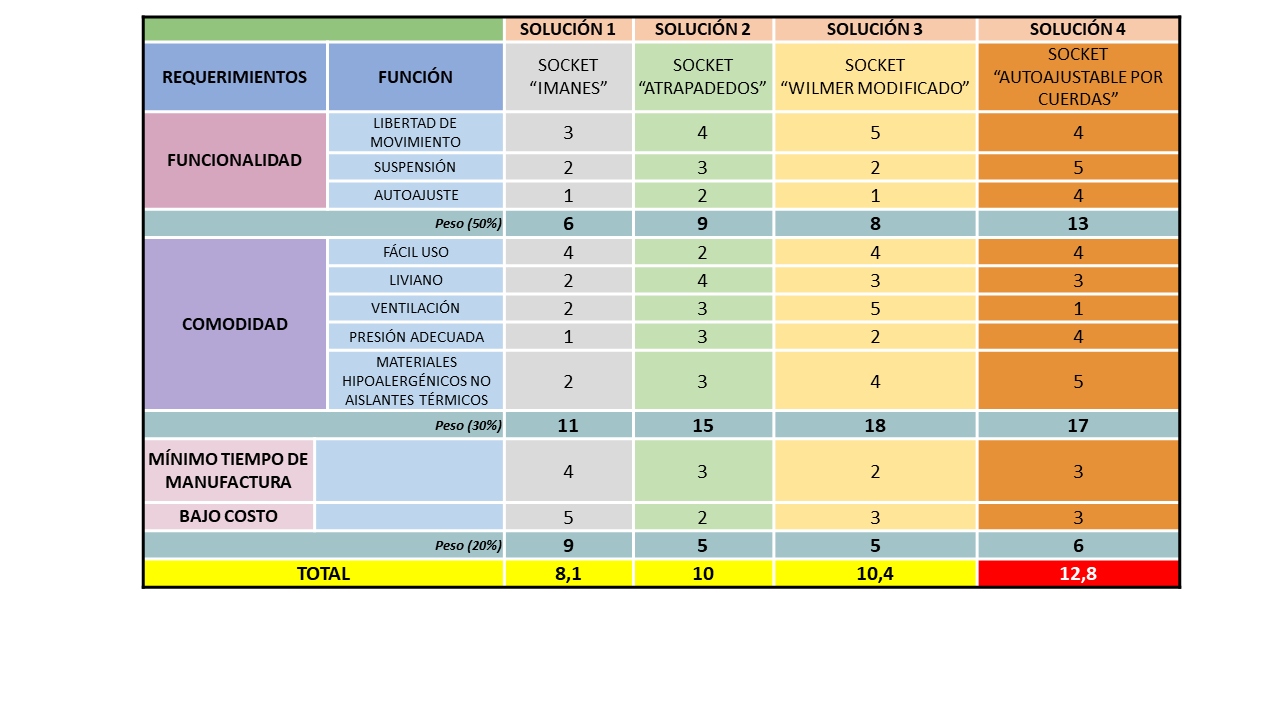 SOLUCIÓN 1 SOLUCIÓN 2 SOLUCIÓN 3 SOLUCIÓN 4
REQUERIMIENTOS FUNCIÓN SOCKET “IMANES” SOCKET “ATRAPADEDOS” SOCKET “WILMER MODIFICADO” SOCKET “AUTOAJUSTABLE POR CUERDAS”
FUNCIONALIDAD
LIBERTAD DE MOVIMIENTO 3 4 5 4
SUSPENSIÓN 2 3 2 5
AUTOAJUSTE 1 2 1 4
Peso (50%) 6 9 8 13
COMODIDAD
FÁCIL USO 4 2 4 4
LIVIANO 2 4 3 3
VENTILACIÓN 2 3 5 1
PRESIÓN ADECUADA 1 3 2 4
MATERIALES HIPOALERGÉNICOS NO AISLANTES TÉRMICOS 2 3 4 5
Peso (30%) 11 15 18 17
MÍNIMO TIEMPO DE MANUFACTURA 4 3 2 3
BAJO COSTO 5 2 3 3
Peso (20%) 9 5 5 6
TOTAL 8,1 10 10,4 12,8